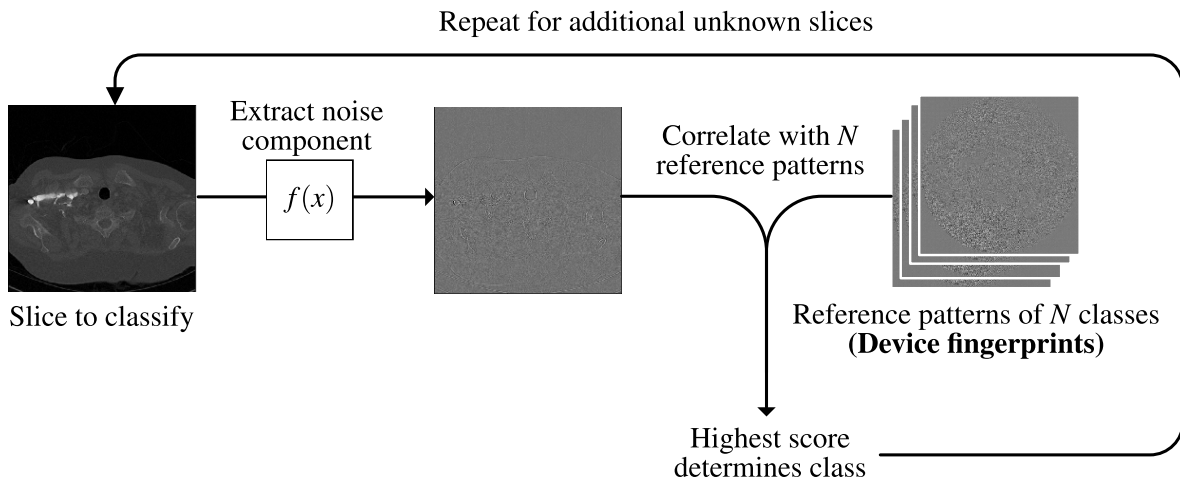 Repeat for additional unknown slices
Extract noise
component
f(x)
Correlate with N
reference patterns
Slice to classify
Reference patterns of N classes
(Device fingerprints)
Highest score
determines class